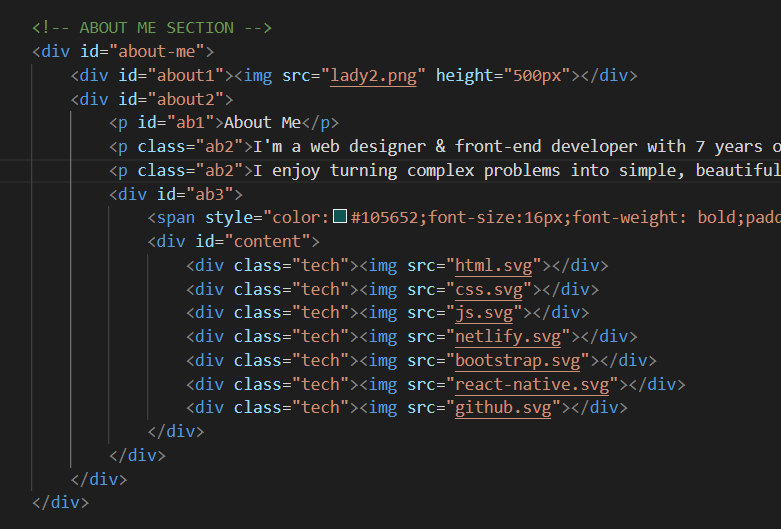 <!-- ABOUT ME SECTION -->
<div id="about-me">
<div id="about1"><img src="lady2.png" height="500px"></div>
<div id="about2">
<p id="ab1">About Me</p>
<p class="ab2">I'm a web designer & front-end developer with 7 years o
<p class="ab2">I enjoy turning complex problems into simple, beautiful
<div id="ab3">
<span style="color:#105652;font-size:16px;font-weight: bold;padd
<div id="content">
<div class="tech"><img src="html.svg"></div>
<div class="tech"><img src="css.svg"></div>
<div class="tech"><img src="js.svg"></div>
<div class="tech"><img src="netlify.svg"></div>
<div class="tech"><img src="bootstrap.svg"></div>
<div class="tech"><img src="react-native.svg"></div>
<div class="tech"><img src="github.svg"></div>
</div>
</div>
</div>
</div>